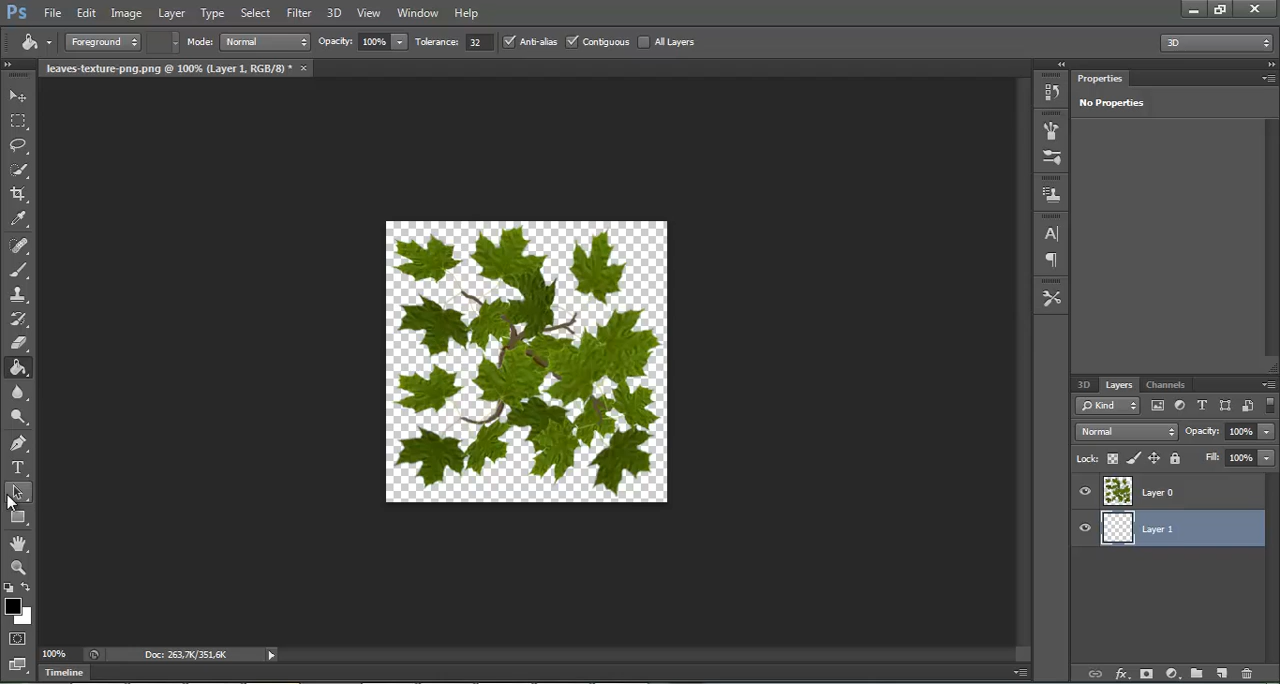 Ps File Edit Image Layer Type Select Filter 3D View Window Help
Foreground Mode: Normal Opacity: 100% Tolerance: 32 Anti-alias Contiguous All Layers 3D
leaves-texture-png.png @ 100% (Layer 1, RGB/8) * ×
Properties
No Properties
3D Layers Channels
Kind
Normal Opacity: 100%
Lock: Fill: 100%
Layer 0
Layer 1
100% Doc: 263,7K/351,6K
Timeline